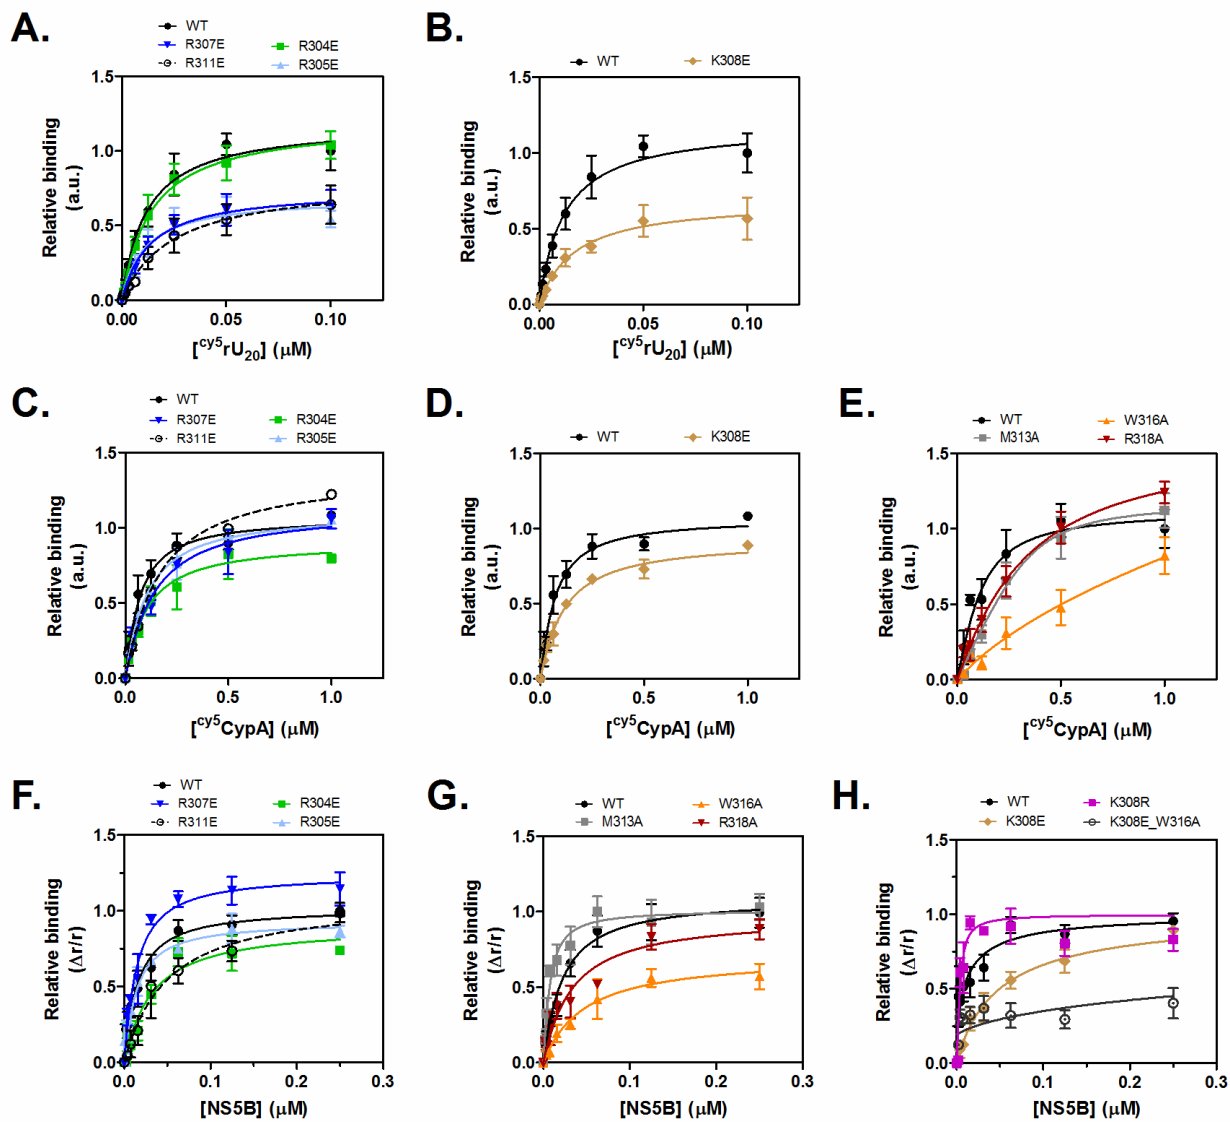 A.
WT
R307E
R304E
R311E
R305E
1.5
1.0
0.5
0.0
Relative binding
(a.u.)
0.00 0.05 0.10
[cy5rU20] (μM)
B.
WT K308E
1.5
1.0
0.5
0.0
Relative binding
(a.u.)
0.00 0.05 0.10
[cy5rU20] (μM)
C.
WT
R307E R304E
R311E R305E
1.5
1.0
0.5
0.0
Relative binding
(a.u.)
0.0 0.5 1.0
[cy5CypA] (μM)
D.
WT K308E
1.5
1.0
0.5
0.0
Relative binding
(a.u.)
0.0 0.5 1.0
[cy5CypA] (μM)
E.
WT W316A
M313A R318A
1.5
1.0
0.5
0.0
Relative binding
(a.u.)
0.0 0.5 1.0
[cy5CypA] (μM)
F.
WT
R307E R304E
R311E R305E
1.5
1.0
0.5
0.0
Relative binding
(Δr/r)
0.0 0.1 0.2 0.3
[NS5B] (μM)
G.
WT W316A
M313A R318A
1.5
1.0
0.5
0.0
Relative binding
(Δr/r)
0.0 0.1 0.2 0.3
[NS5B] (μM)
H.
WT K308R
K308E K308E_W316A
1.5
1.0
0.5
0.0
Relative binding
(Δr/r)
0.0 0.1 0.2 0.3
[NS5B] (μM)